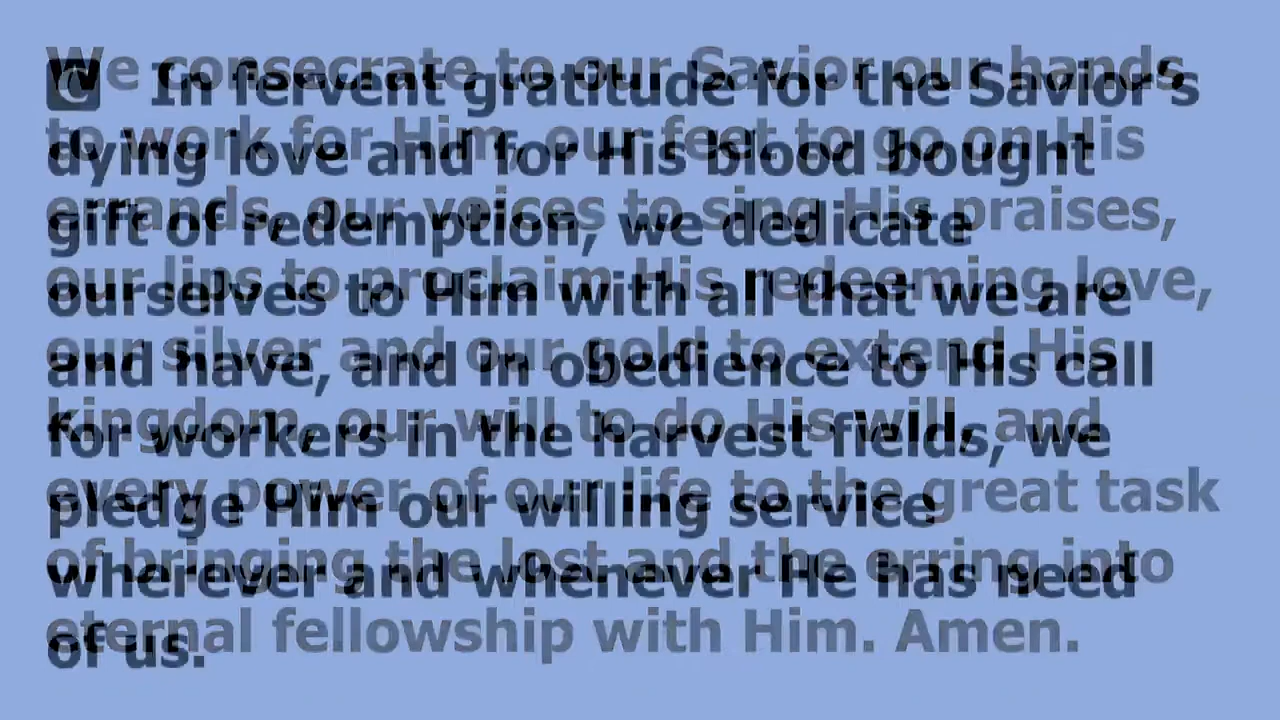 C In fervent gratitude for the Savior's
dying love and for His blood bought
gift of redemption, we dedicate
ourselves to Him with all that we are
and have, and in obedience to His call
for workers in the harvest fields, we
pledge Him our willing service
wherever and whenever He has need
of us.
We consecrate to our Savior our hands
to work for Him, our feet to go on His
errands, our voices to sing His praises,
our lips to proclaim His redeeming love,
our silver and our gold to extend His
kingdom, our will to do His will, and
every power of our life to the great task
of bringing the lost and the erring into
eternal fellowship with Him. Amen.